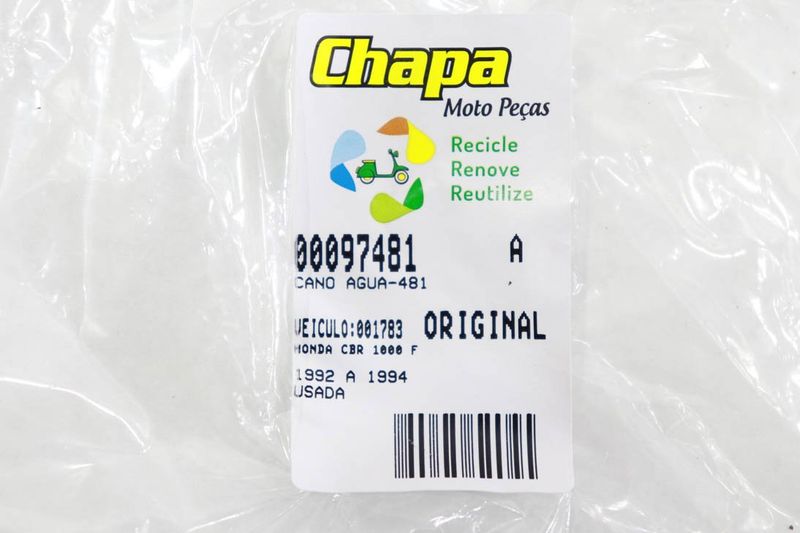 Chapa
Moto Peças
Recicle
Renove
Reutilize
00097481 A
CANO AGUA-481
VEICULO:001783 ORIGINAL
HONDA CBR 1000 F
1992 A 1994
USADA